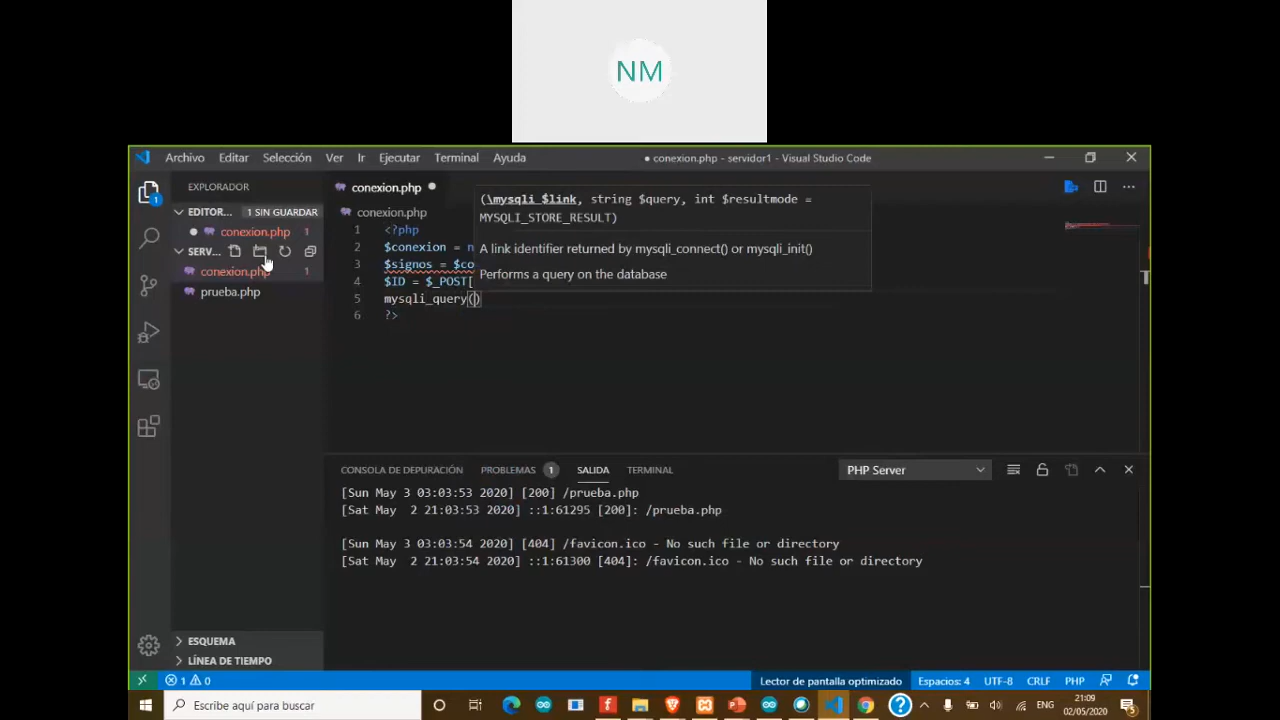 NM
Archivo Editar Selección Ver Ir Ejecutar Terminal Ayuda
● conexion.php - servidor1 - Visual Studio Code
EXPLORADOR
EDITOR... 1 SIN GUARDAR
conexion.php 1
SERV...
conexion.php 1
prueba.php
conexion.php
conexion.php
1 <?php
2 $conexion = n
3 $signos = $co
4 $ID = $_POST[
5 mysqli_query()
6 ?>
(\mysqli $link, string $query, int $resultmode =
MYSQLI_STORE_RESULT)
A link identifier returned by mysqli_connect() or mysqli_init()
Performs a query on the database
CONSOLA DE DEPURACIÓN PROBLEMAS 1 SALIDA TERMINAL
PHP Server
[Sun May 3 03:03:53 2020] [200] /prueba.php
[Sat May  2 21:03:53 2020] ::1:61295 [200]: /prueba.php
[Sun May 3 03:03:54 2020] [404] /favicon.ico - No such file or directory
[Sat May  2 21:03:54 2020] ::1:61300 [404]: /favicon.ico - No such file or directory
ESQUEMA
LÍNEA DE TIEMPO
1 0
Lector de pantalla optimizado Espacios: 4 UTF-8 CRLF PHP
Escribe aquí para buscar
ENG
21:09
02/05/2020
5